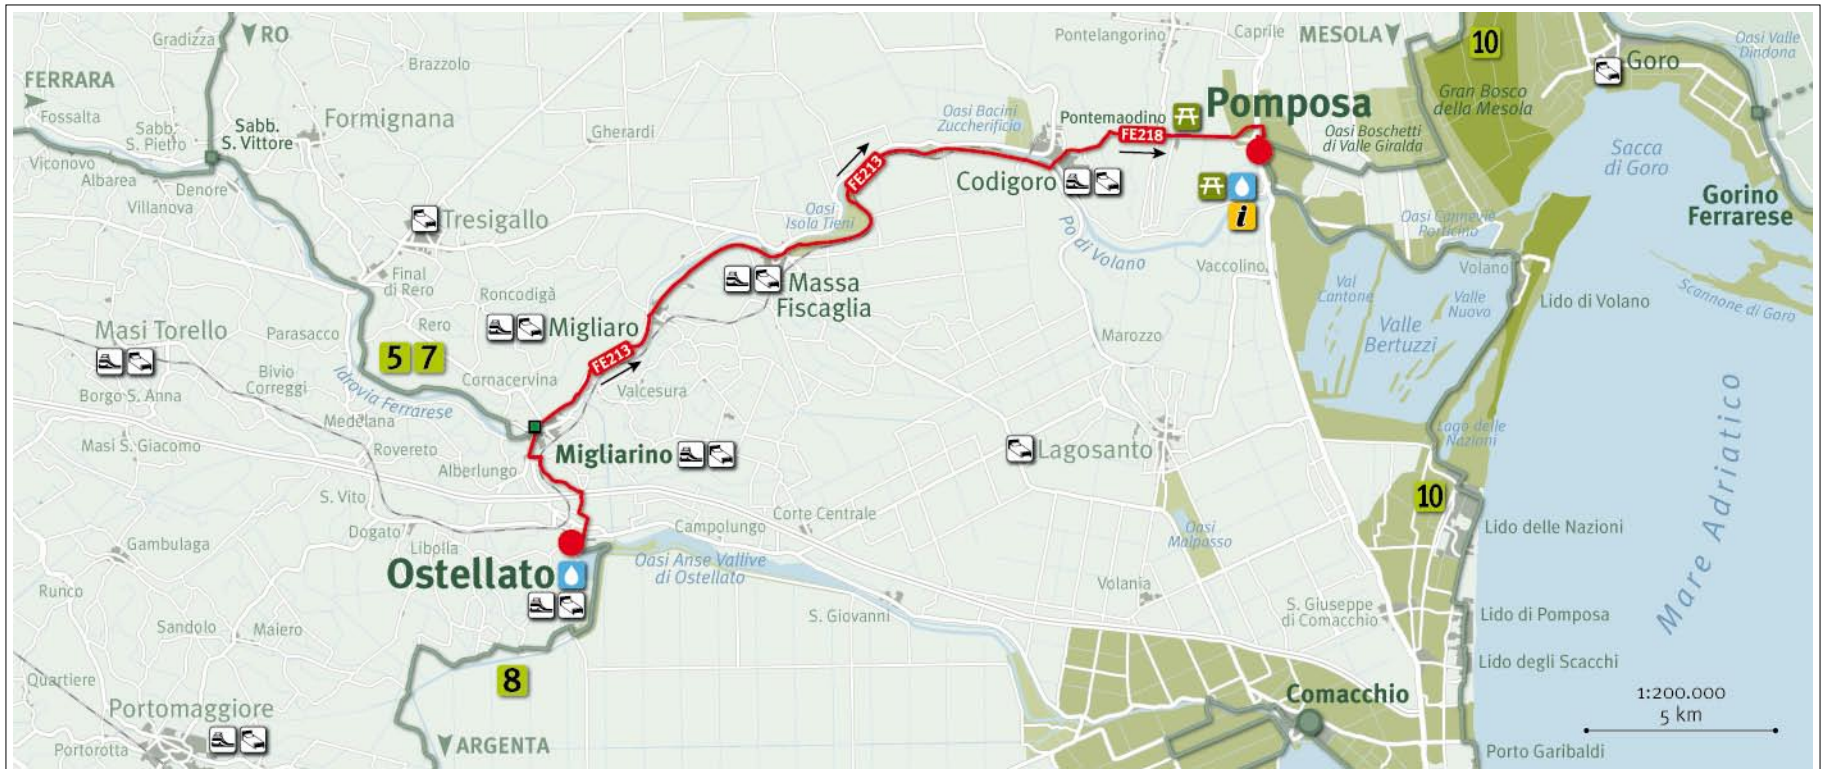 Gradizza
RO
Pontelangorino
Caprile
MESOLA
10
Goro
Oasi Valle
Dindona
FERRARA
Brazzolo
Fossalta
Formignana
Sabb.
S. Pietro
Sabb.
S. Vittore
Gherardi
Oasi Bacini
Zuccherificio
Pontemaodino
Pomposa
Gran Bosco
della Mesola
FE218
Oasi Boschetti
di Valle Giralda
Sacca
di Goro
Viconovo
Albarea
Denore
Villanova
FE213
Codigoro
i
Gorino
Ferrarese
Tresigallo
Oasi
Isola Tieni
Po di Volano
Oasi Cannevié
Porticino
Final
di Rero
Roncodigà
Massa
Fiscaglia
Vaccolino
Volano
Val
Cantone
Valle
Nuova
Lido di Volano
Scannone di Goro
Masi Torello
Parasacco
Rero
Migliaro
Valle
Bertuzzi
Marozzo
5 7
FE213
Bivio
Correggi
Cornacervina
Idrovia Ferrarese
Valcesura
Borgo S. Anna
Medelana
Masi S. Giacomo
Rovereto
Migliarino
Lagosanto
Lago delle
Nazioni
Mare Adriatico
Alberlungo
S. Vito
10
Dogato
Campolungo
Corte Centrale
Oasi
Malpasso
Lido delle Nazioni
Gambulaga
Libolla
Ostellato
Oasi Anse Vallive
di Ostellato
Runco
Volania
S. Giovanni
S. Giuseppe
di Comacchio
Lido di Pomposa
Sandolo
Maiero
Lido degli Scacchi
Quartiere
8
Portomaggiore
Comacchio
1:200.000
5 km
ARGENTA
Portorotta
Porto Garibaldi